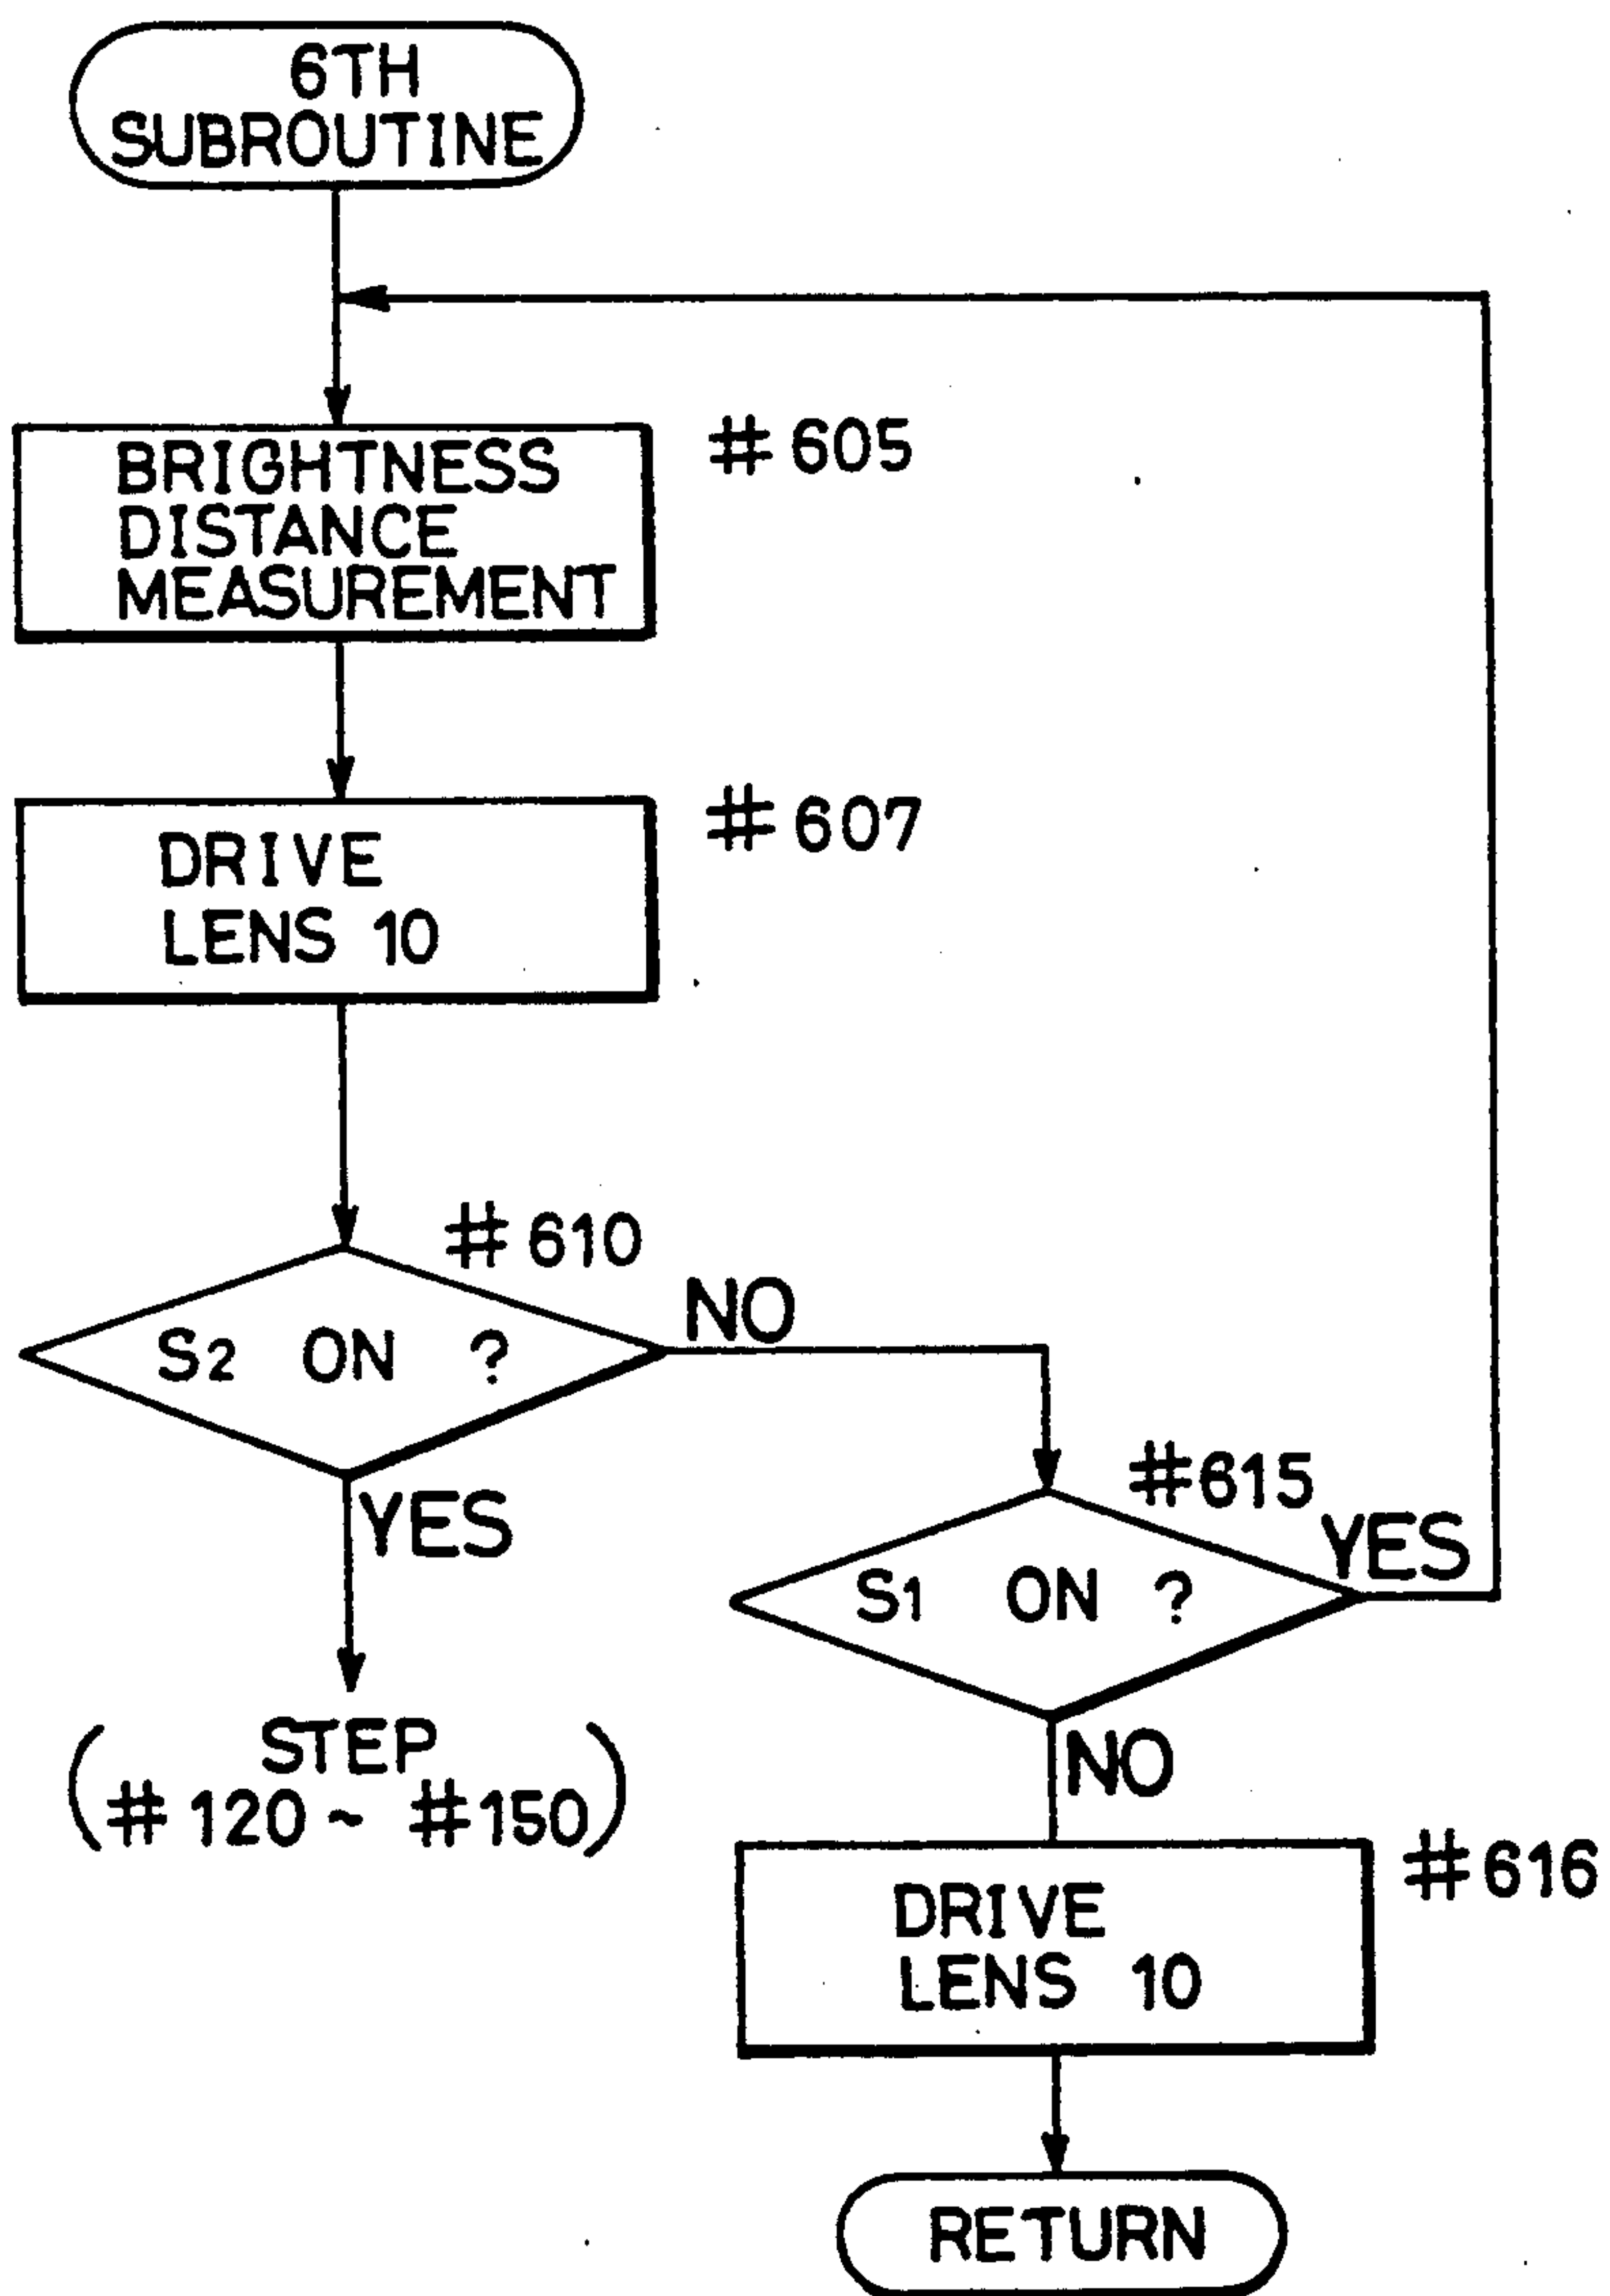 6TH
SUBROUTINE
BRIGHTNESS
DISTANCE
MEASUREMENT
#605
DRIVE
LENS 10
#607
#610
S2 ON ?
NO
YES
#615
S1 ON ?
YES
STEP
(#120~ #150)
NO
DRIVE
LENS 10
#616
RETURN